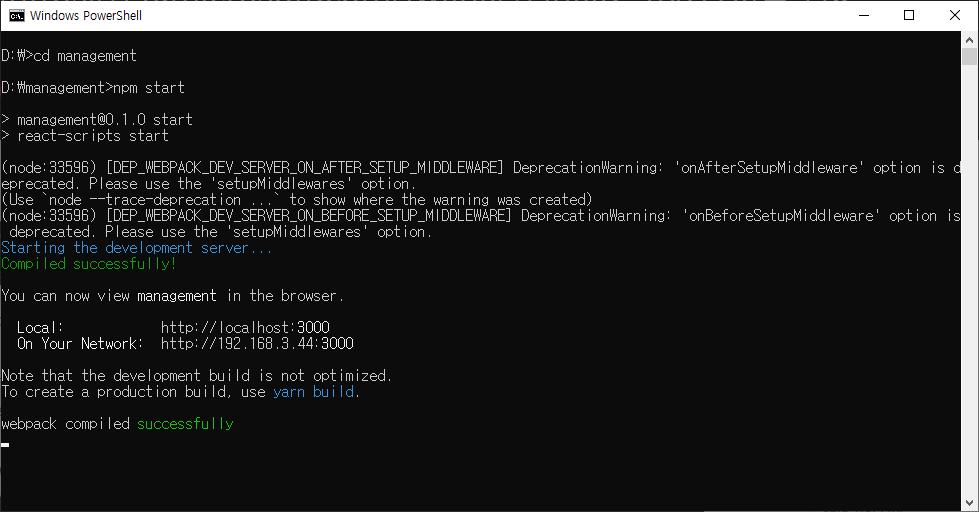 Windows PowerShell
D:\>cd management
D:\management>npm start
> management@0.1.0 start
> react-scripts start
(node:33596) [DEP_WEBPACK_DEV_SERVER_ON_AFTER_SETUP_MIDDLEWARE] DeprecationWarning: 'onAfterSetupMiddleware' option is d
eprecated. Please use the 'setupMiddlewares' option.
(Use `node --trace-deprecation ...` to show where the warning was created)
(node:33596) [DEP_WEBPACK_DEV_SERVER_ON_BEFORE_SETUP_MIDDLEWARE] DeprecationWarning: 'onBeforeSetupMiddleware' option is
deprecated. Please use the 'setupMiddlewares' option.
Starting the development server...
Compiled successfully!
You can now view management in the browser.
Local: http://localhost:3000
On Your Network: http://192.168.3.44:3000
Note that the development build is not optimized.
To create a production build, use yarn build.
webpack compiled successfully